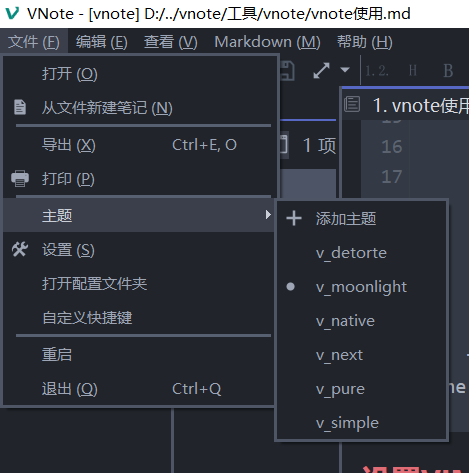 VNote - [vnote] D:/../vnote/工具/vnote/vnote使用.md
文件 (F) 编辑 (E) 查看 (V) Markdown (M) 帮助 (H)
打开 (O)
1. 2. H B
从文件新建笔记 (N)
1. vnote使用
导出 (X) Ctrl+E, O
1 项
16
打印 (P)
17
主题
添加主题
设置 (S)
v_detorte
打开配置文件夹
v_moonlight
自定义快捷键
v_native
重启
v_next
退出 (Q) Ctrl+Q
v_pure
v_simple